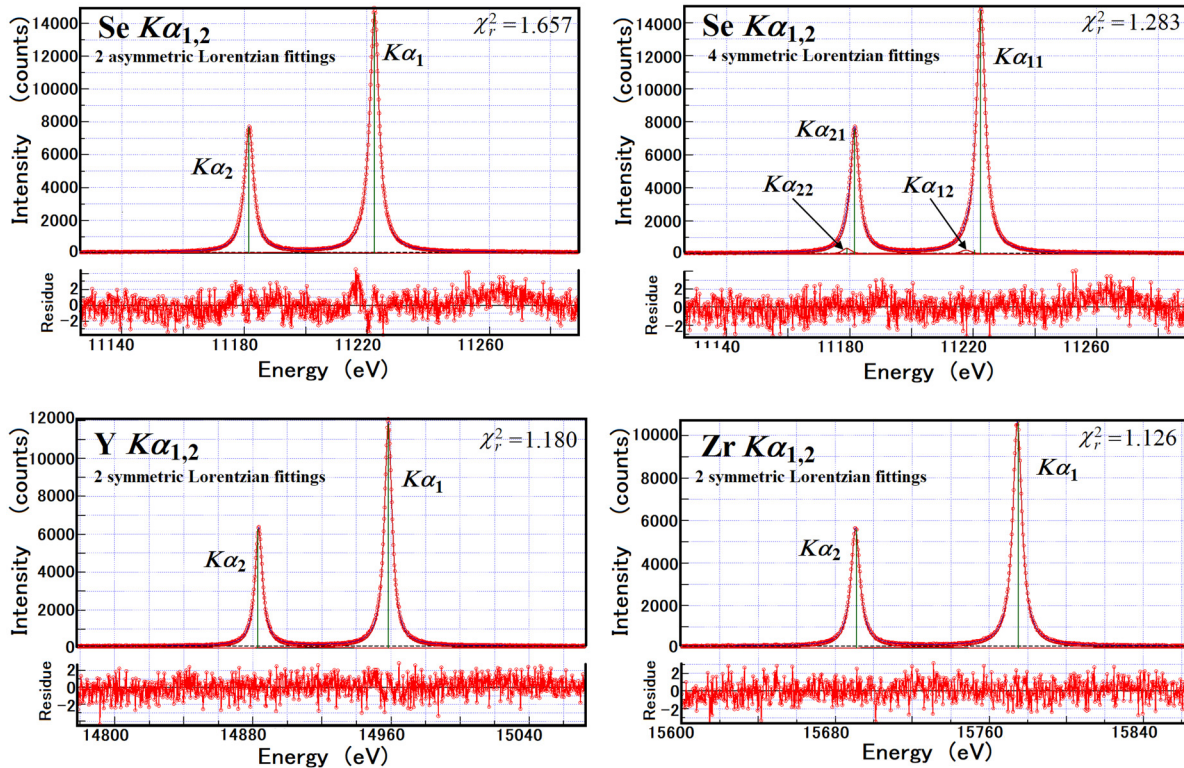 Se Kα1,2
2 asymmetric Lorentzian fittings
χr2=1.657
Kα1
Kα2
Intensity (counts)
14000
12000
10000
8000
6000
4000
2000
0
Residue
2
0
−2
11140
11180
11220
11260
Energy (eV)
Se Kα1,2
4 symmetric Lorentzian fittings
χr2=1.283
Kα11
Kα21
Kα22
Kα12
Intensity (counts)
14000
12000
10000
8000
6000
4000
2000
0
Residue
2
0
−2
11140
11180
11220
11260
Energy (eV)
Y Kα1,2
2 symmetric Lorentzian fittings
χr2=1.180
Kα1
Kα2
Intensity (counts)
12000
10000
8000
6000
4000
2000
0
Residue
2
0
−2
14800
14880
14960
15040
Energy (eV)
Zr Kα1,2
2 symmetric Lorentzian fittings
χr2=1.126
Kα1
Kα2
Intensity (counts)
10000
8000
6000
4000
2000
0
Residue
2
0
−2
15600
15680
15760
15840
Energy (eV)